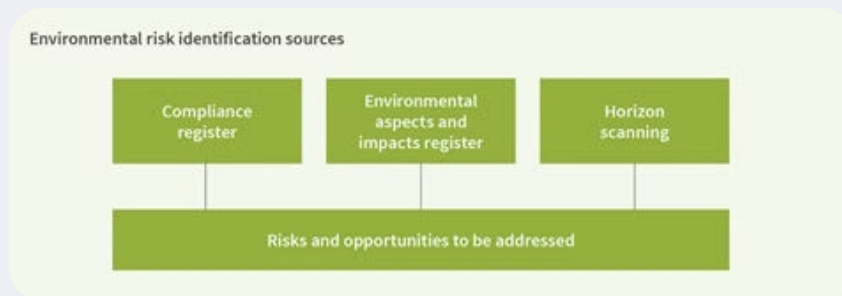 Environmental risk identification sources
Compliance
register
Environmental
aspects and
impacts register
Horizon
scanning
Risks and opportunities to be addressed